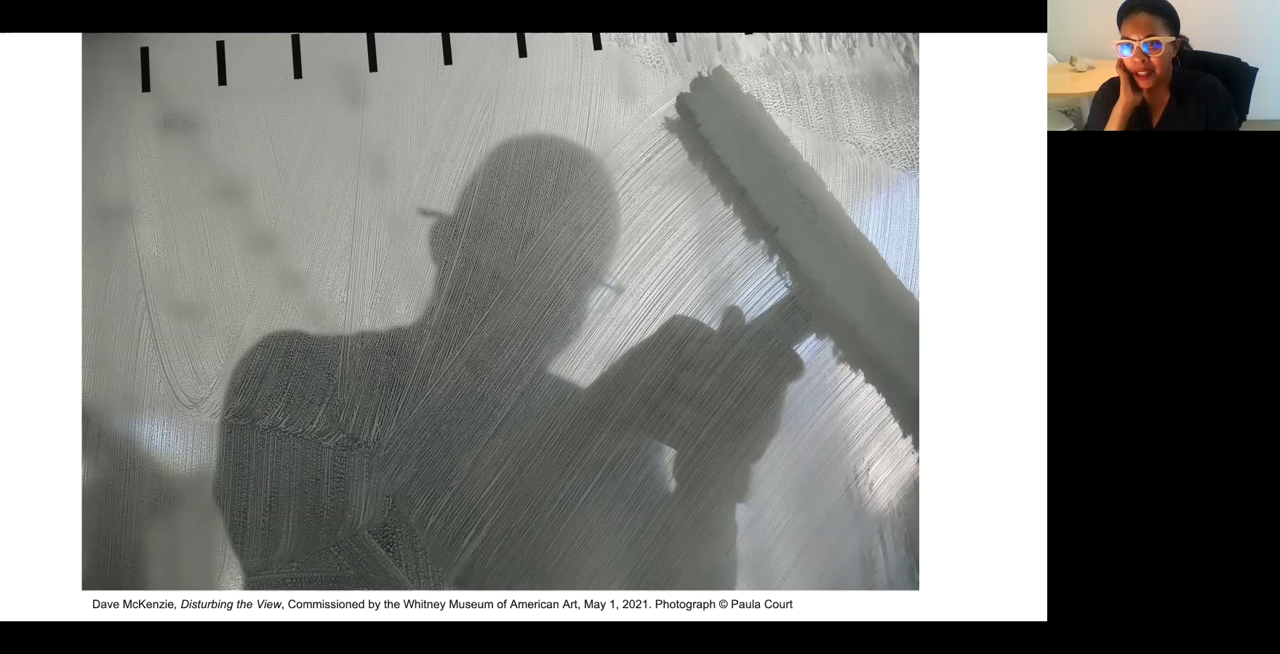 Dave McKenzie, Disturbing the View, Commissioned by the Whitney Museum of American Art, May 1, 2021. Photograph © Paula Court